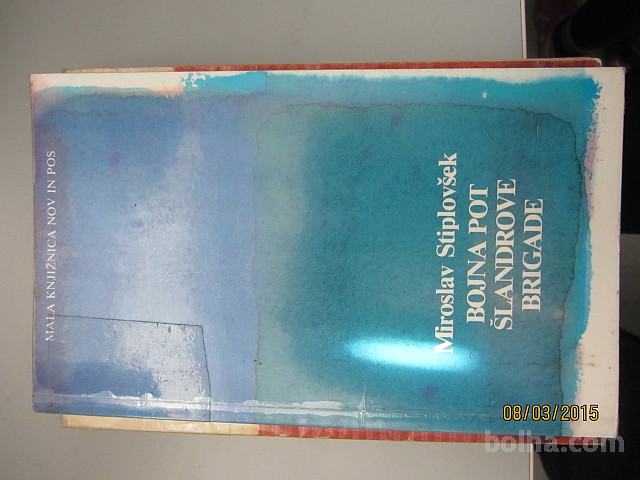 MALA KNJIŽNICA NOV IN POS
Miroslav Stiplovšek
BOJNA POT
ŠLANDROVE
BRIGADE
08/03/2015
bolha.com